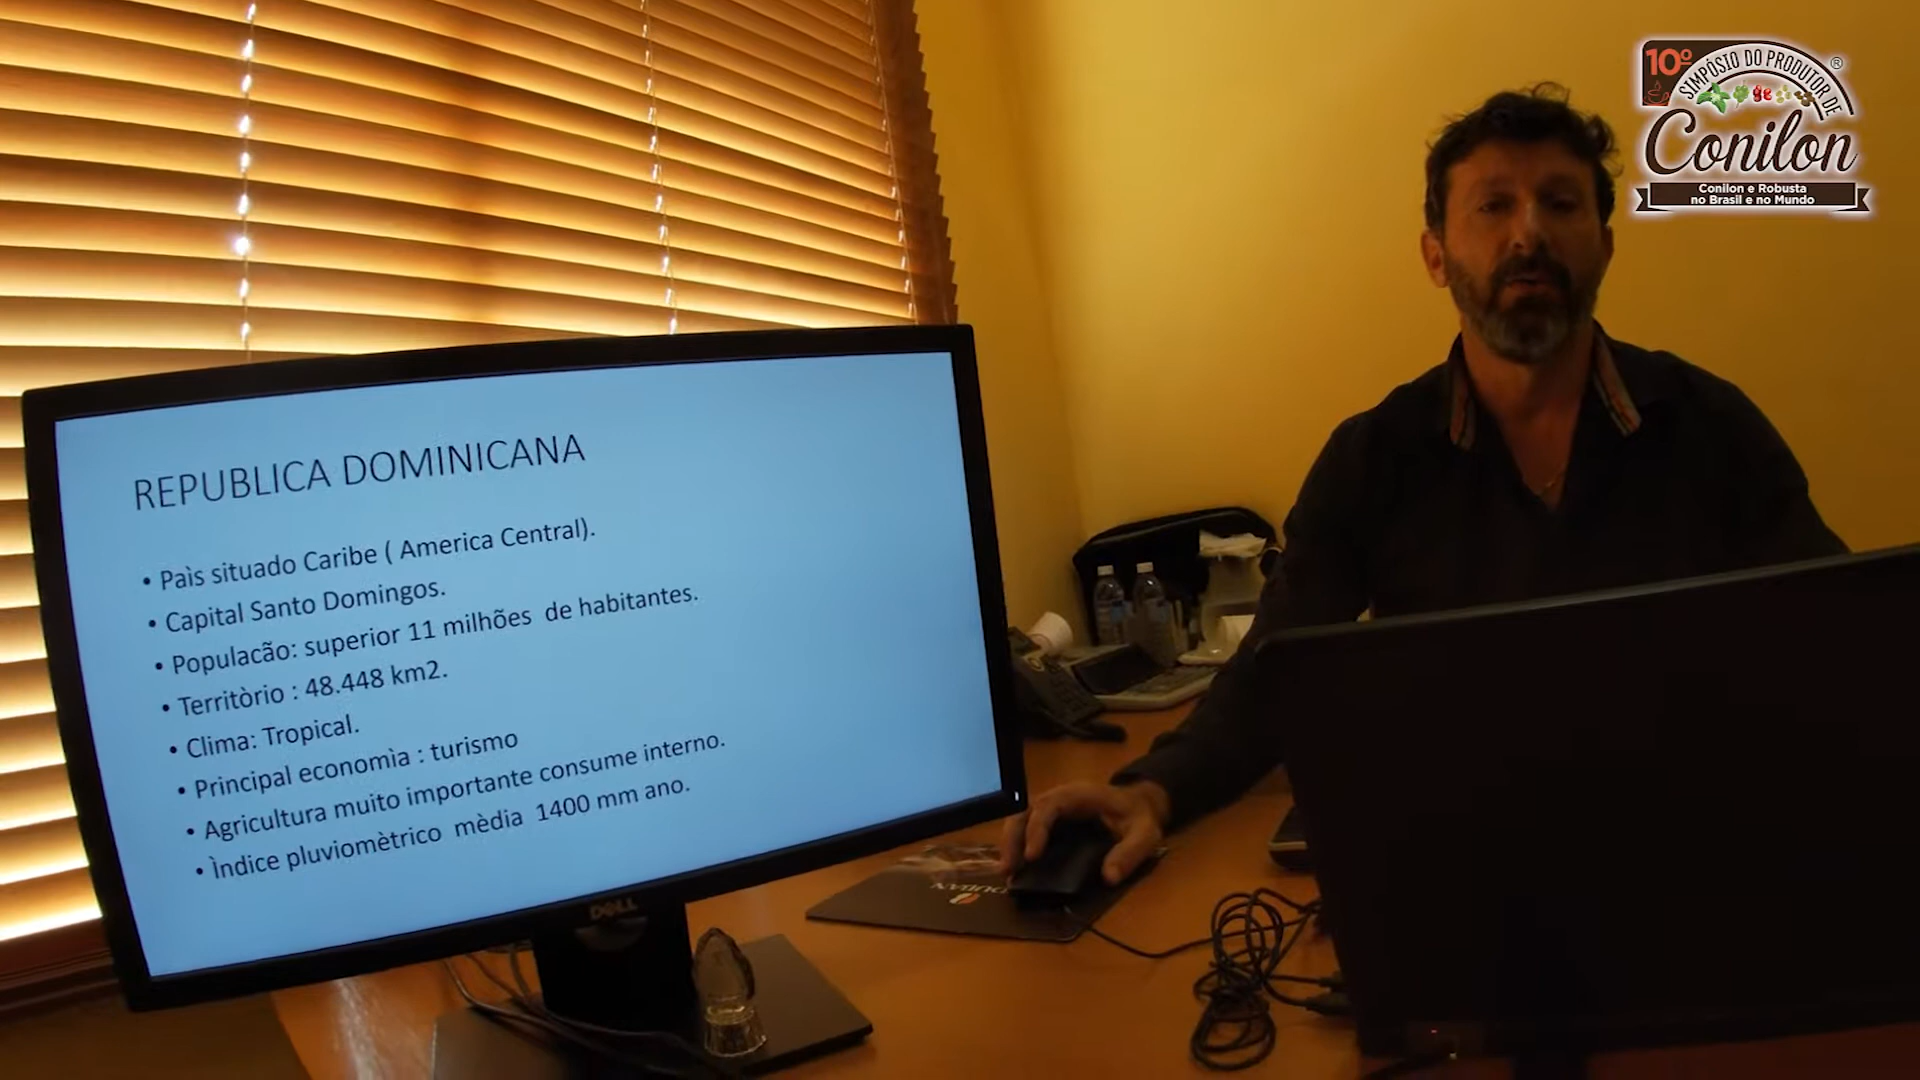 10º
SIMPÓSIO DO PRODUTOR DE
®
Conilon
Conilon e Robusta
no Brasil e no Mundo
REPUBLICA DOMINICANA
• Paìs situado Caribe ( America Central).
• Capital Santo Domingos.
• Populacão: superior 11 milhões de habitantes.
• Territòrio : 48.448 km2.
• Clima: Tropical.
• Principal economìa : turismo
• Agricultura muito importante consume interno.
• Ìndice pluviomètrico mèdia 1400 mm ano.
DELL